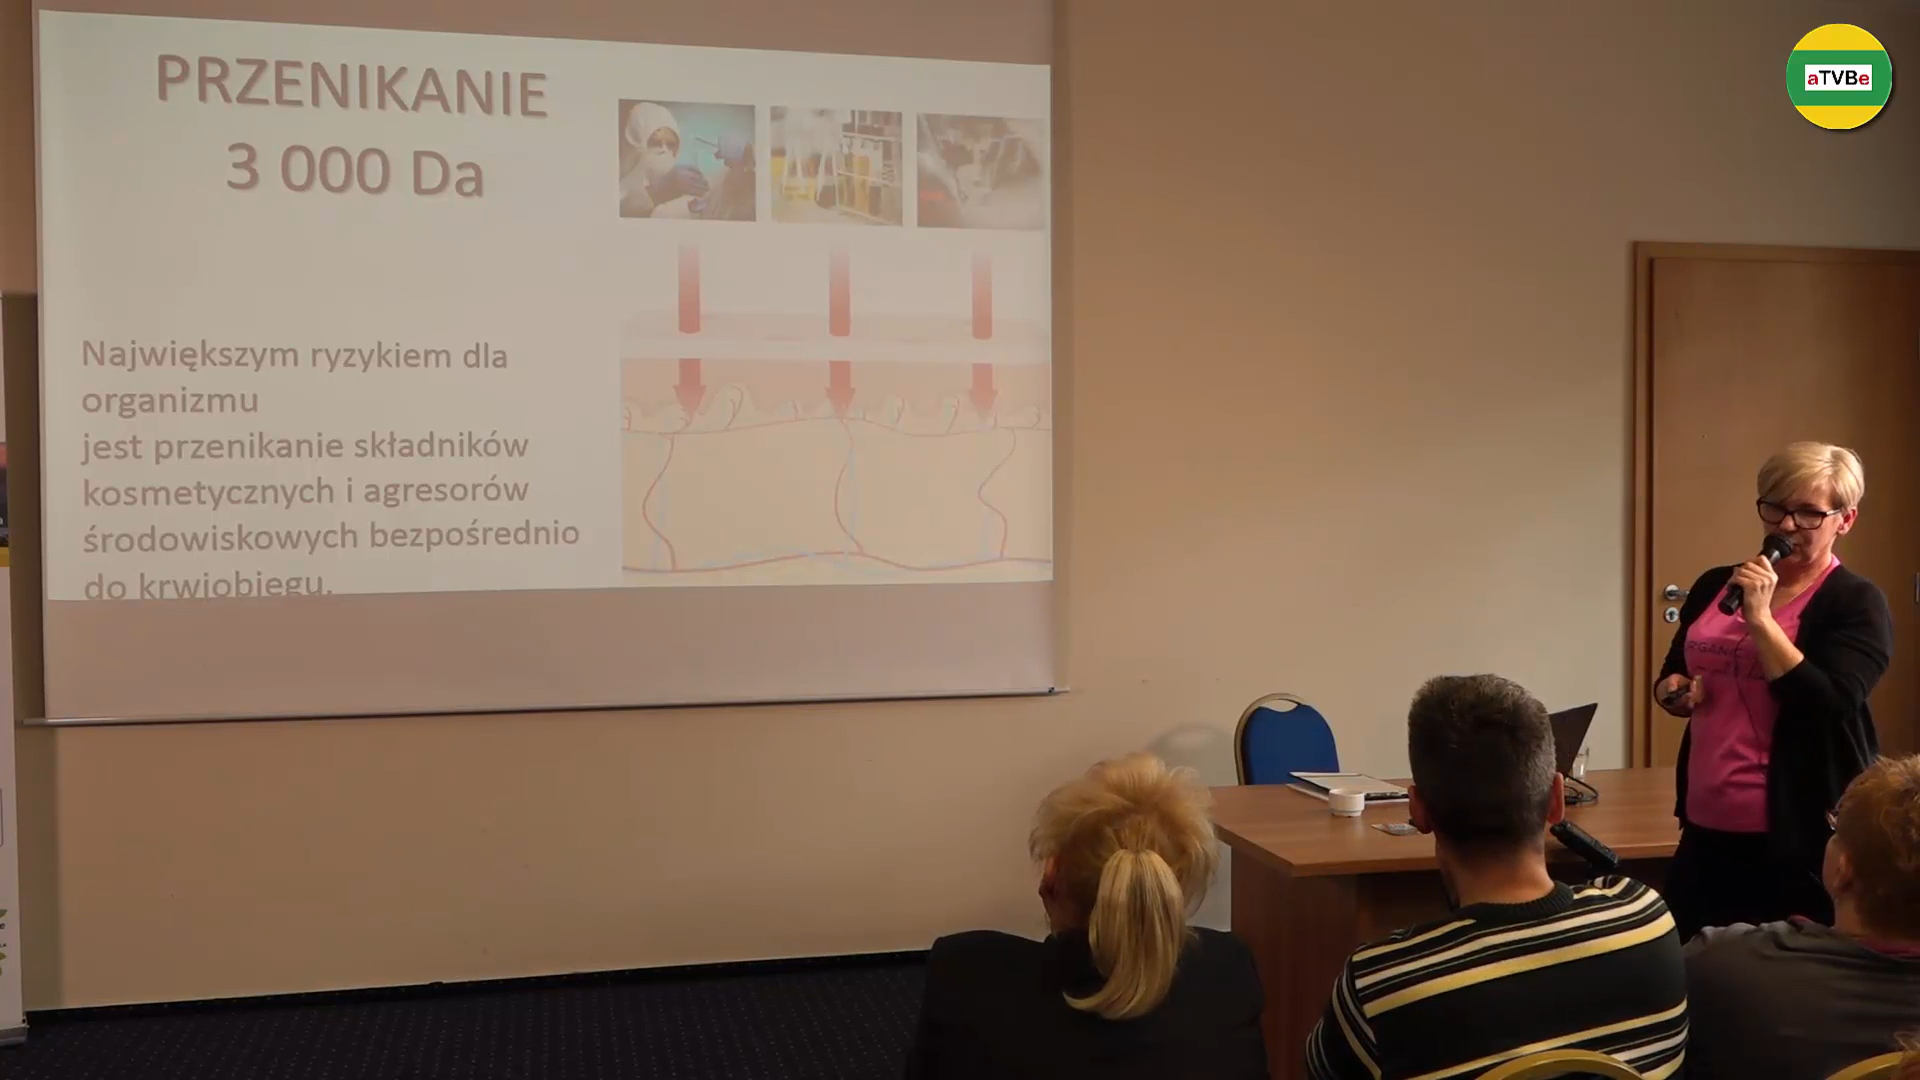 PRZENIKANIE
3 000 Da
Największym ryzykiem dla
organizmu
jest przenikanie składników
kosmetycznych i agresorów
środowiskowych bezpośrednio
do krwiobiegu.
aTVBe